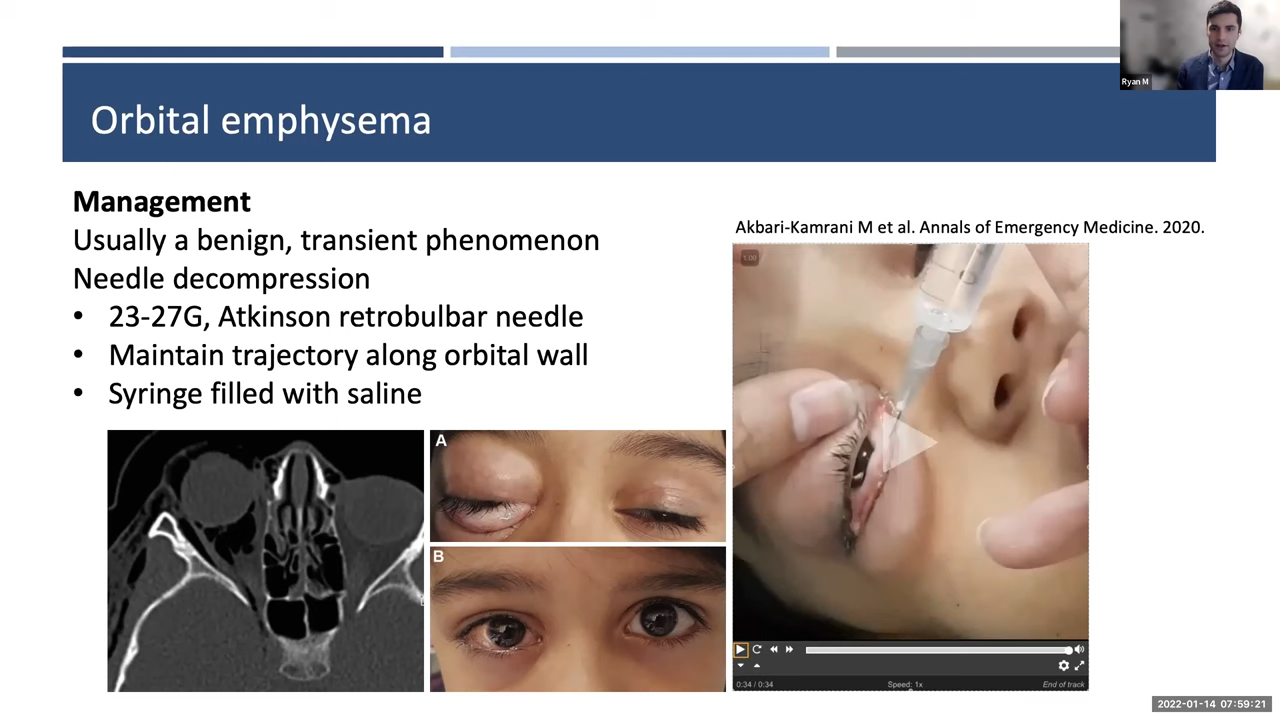 Ryan M
Orbital emphysema
Management
Usually a benign, transient phenomenon
Needle decompression
• 23-27G, Atkinson retrobulbar needle
• Maintain trajectory along orbital wall
• Syringe filled with saline
Akbari-Kamrani M et al. Annals of Emergency Medicine. 2020.
1.00
A
B
0:34 / 0:34
Speed: 1x
End of track
2022-01-14 07:59:21